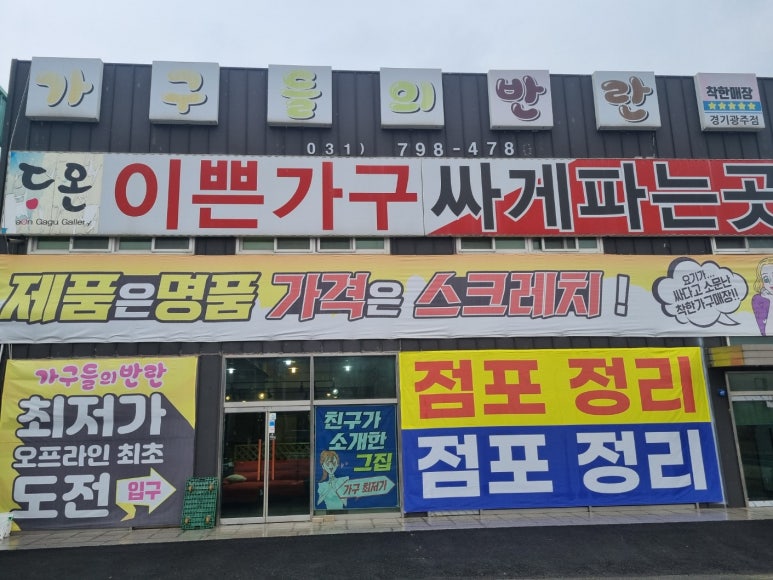 가구들의반란
착한매장
경기광주점
031) 798-478
다온
aon Gagu Gallery
이쁜가구 싸게파는곳
제품은명품 가격은 스크레치!
요기가...
싸다고 소문난
착한가구매장!!
가구들의반란
최저가
오프라인 최초
도전 입구
친구가
소개한
그집
가구 최저가
점포 정리
점포 정리